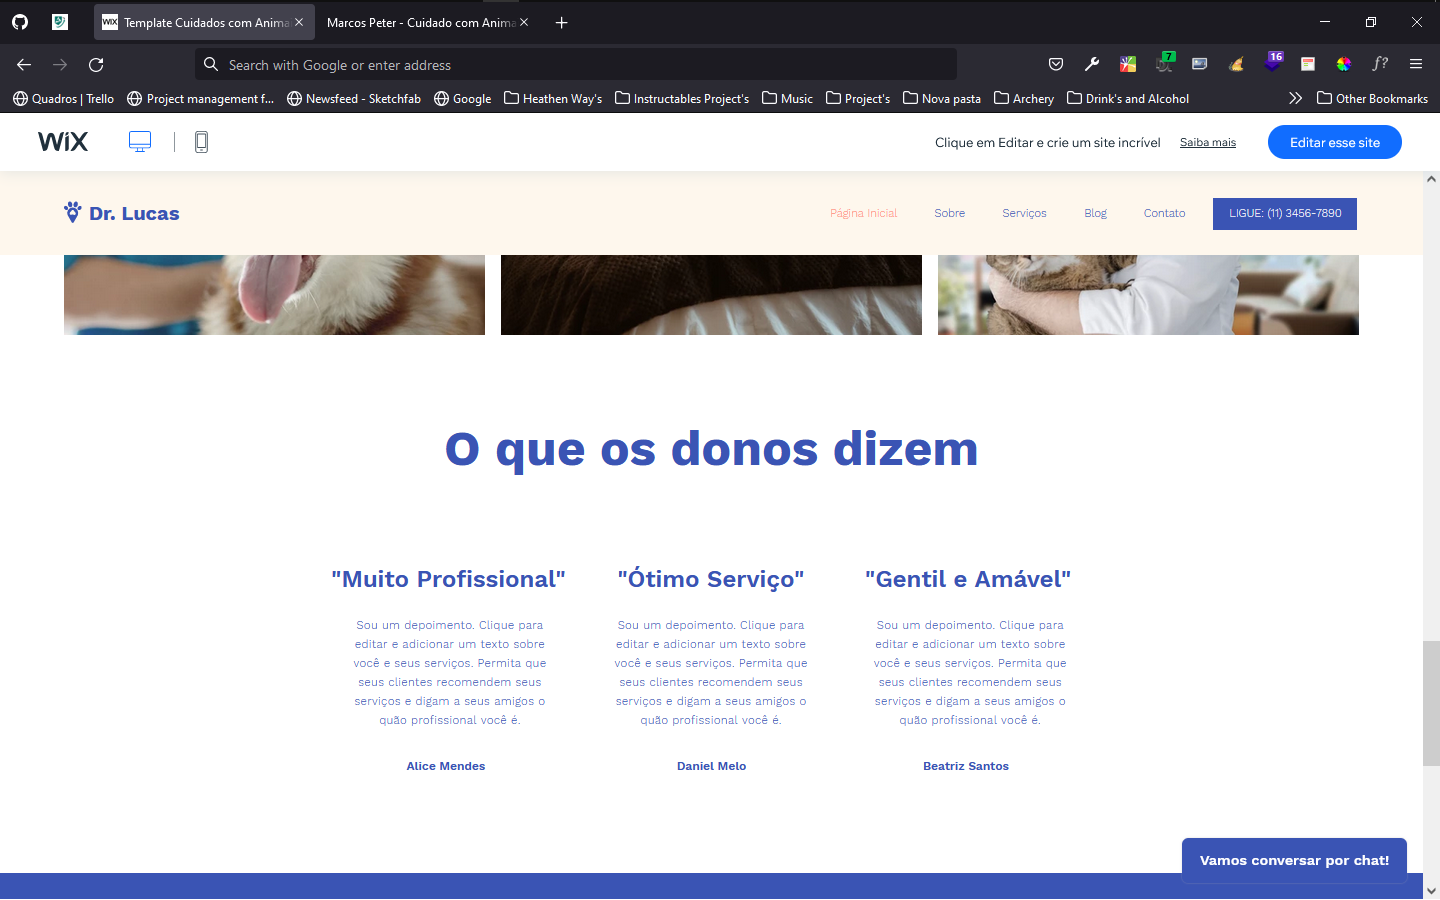 WIX Template Cuidados com Anima
Marcos Peter - Cuidado com Anima
Search with Google or enter address
7
16
f?
Quadros | Trello
Project management f...
Newsfeed - Sketchfab
Google
Heathen Way's
Instructables Project's
Music
Project's
Nova pasta
Archery
Drink's and Alcohol
Other Bookmarks
WiX
Clique em Editar e crie um site incrível
Saiba mais
Editar esse site
Dr. Lucas
Página Inicial
Sobre
Serviços
Blog
Contato
LIGUE: (11) 3456-7890
O que os donos dizem
"Muito Profissional"
Sou um depoimento. Clique para
editar e adicionar um texto sobre
você e seus serviços. Permita que
seus clientes recomendem seus
serviços e digam a seus amigos o
quão profissional você é.
Alice Mendes
"Ótimo Serviço"
Sou um depoimento. Clique para
editar e adicionar um texto sobre
você e seus serviços. Permita que
seus clientes recomendem seus
serviços e digam a seus amigos o
quão profissional você é.
Daniel Melo
"Gentil e Amável"
Sou um depoimento. Clique para
editar e adicionar um texto sobre
você e seus serviços. Permita que
seus clientes recomendem seus
serviços e digam a seus amigos o
quão profissional você é.
Beatriz Santos
Vamos conversar por chat!